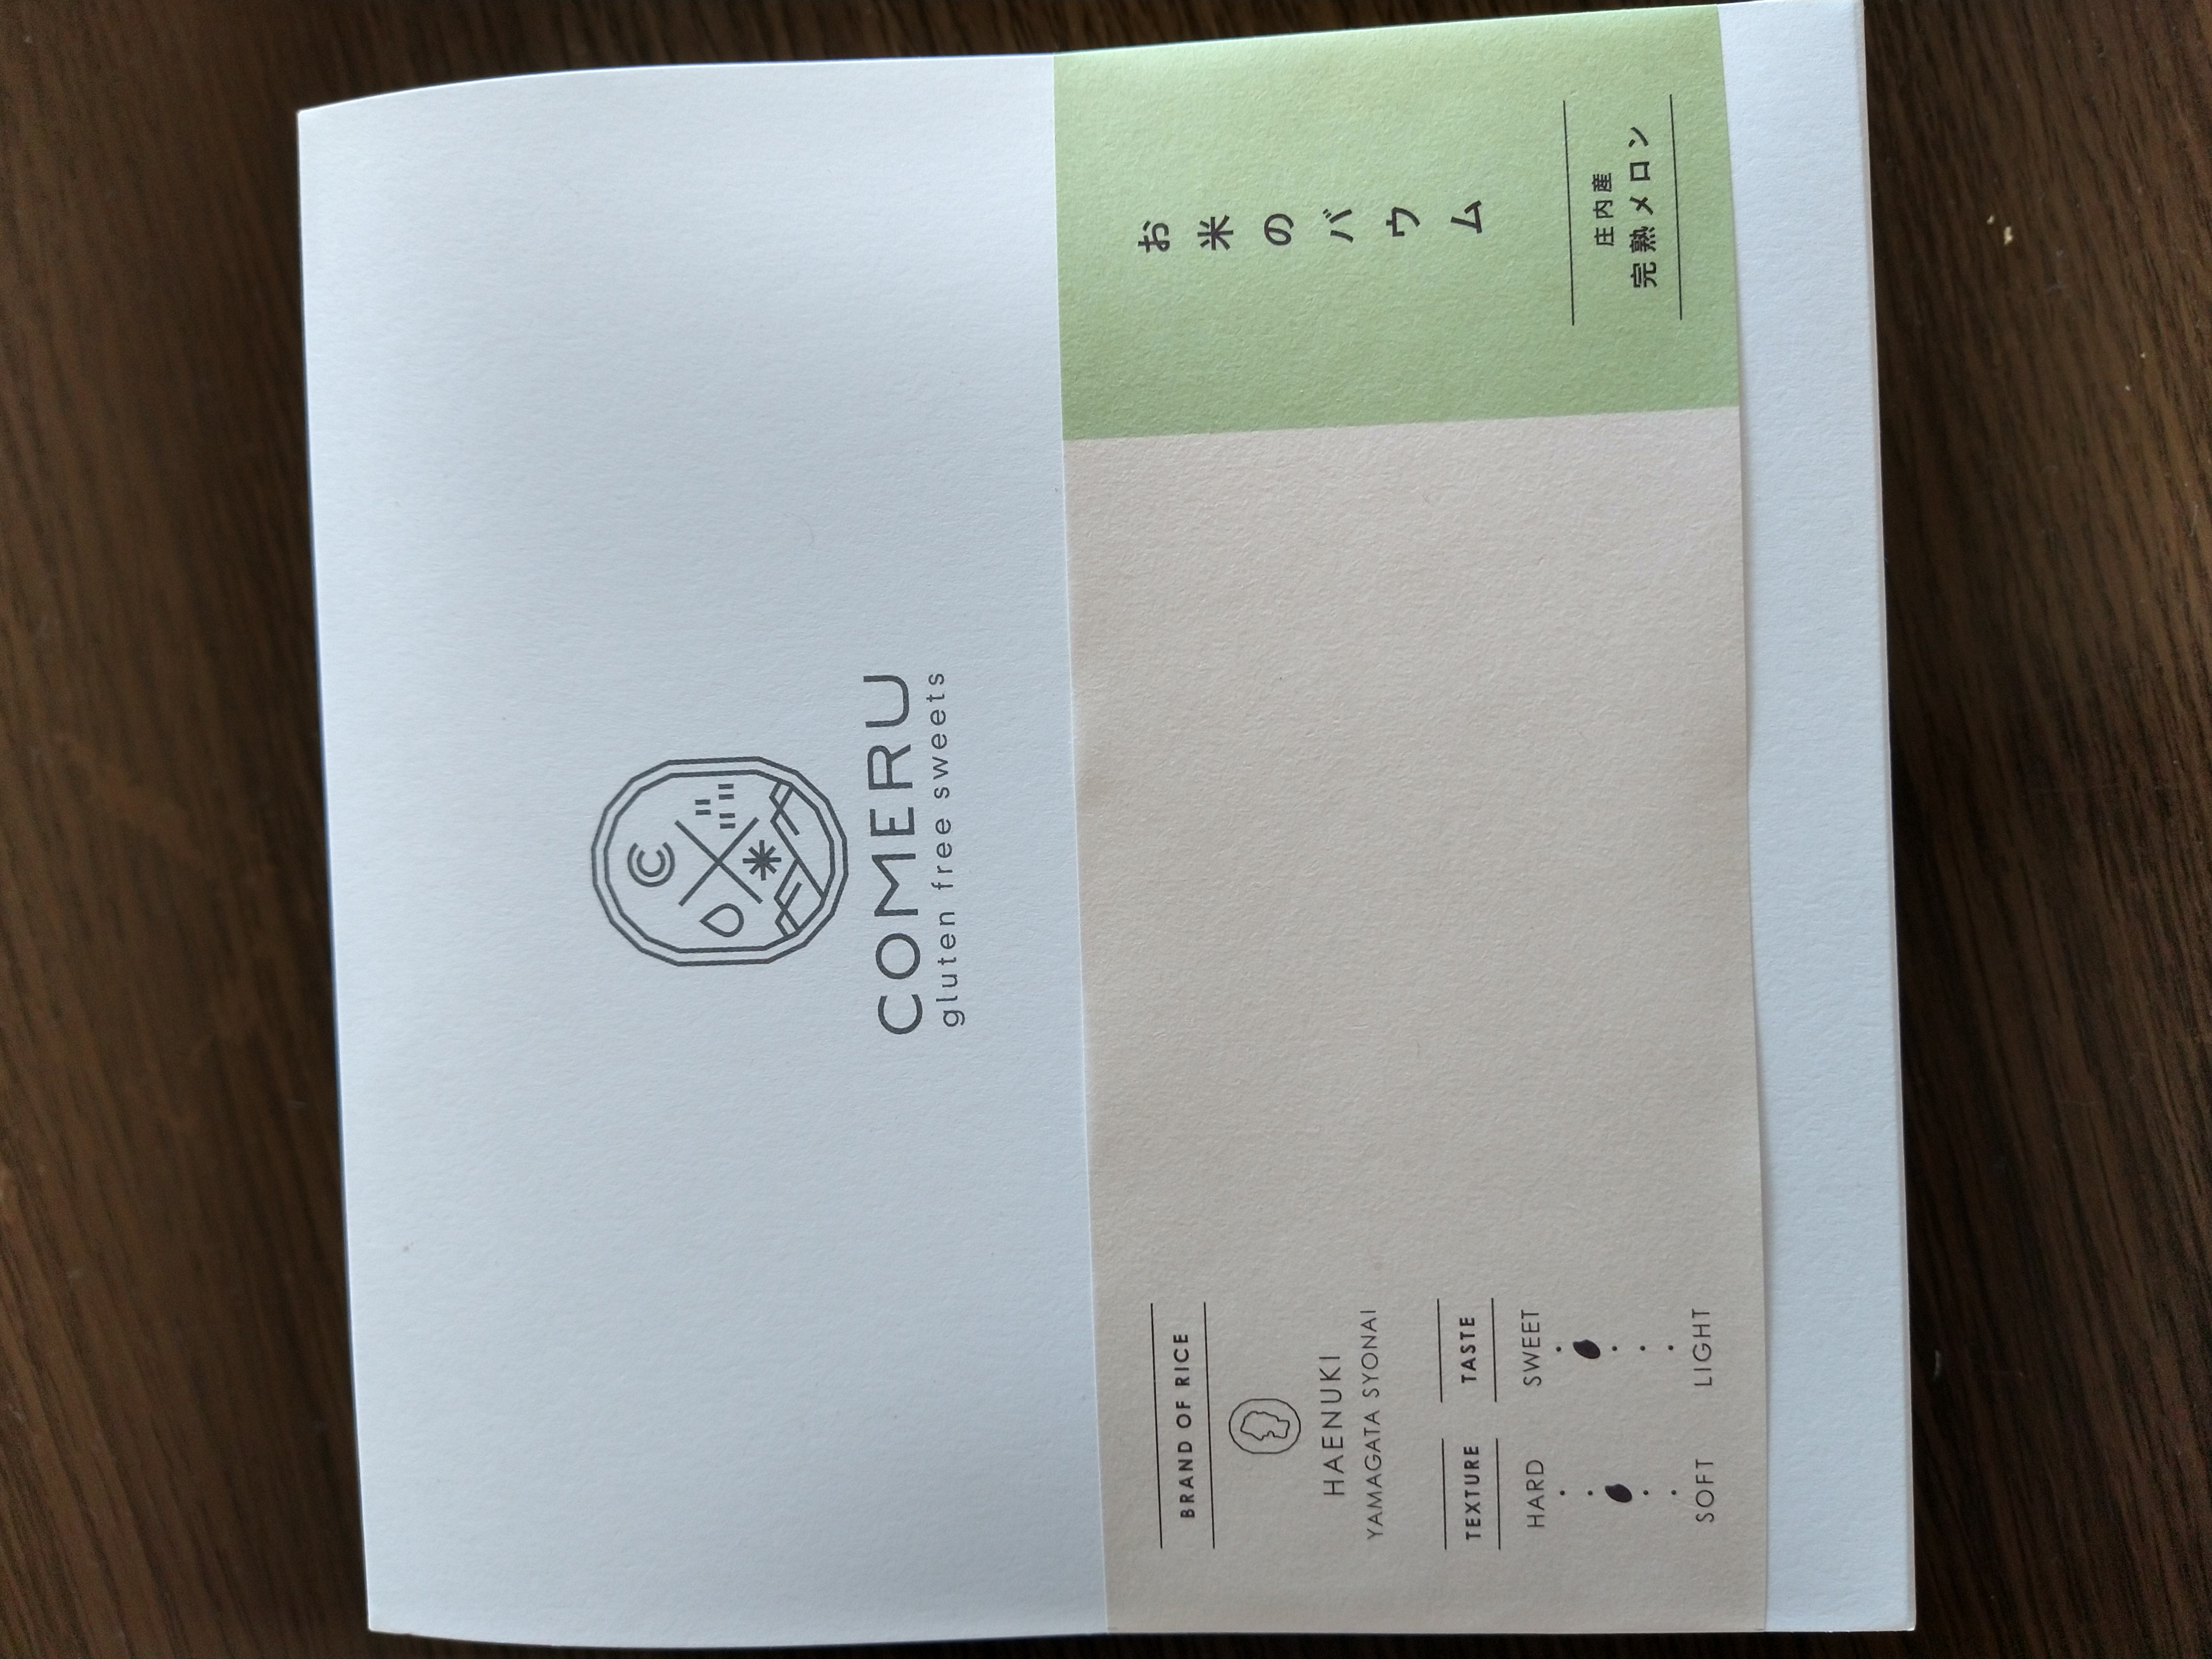 C
COMERU
gluten free sweets
BRAND OF RICE
HAENUKI
YAMAGATA SYONAI
TEXTURE
HARD
SOFT
TASTE
SWEET
LIGHT
お米のバウム
庄内産
完熟メロン